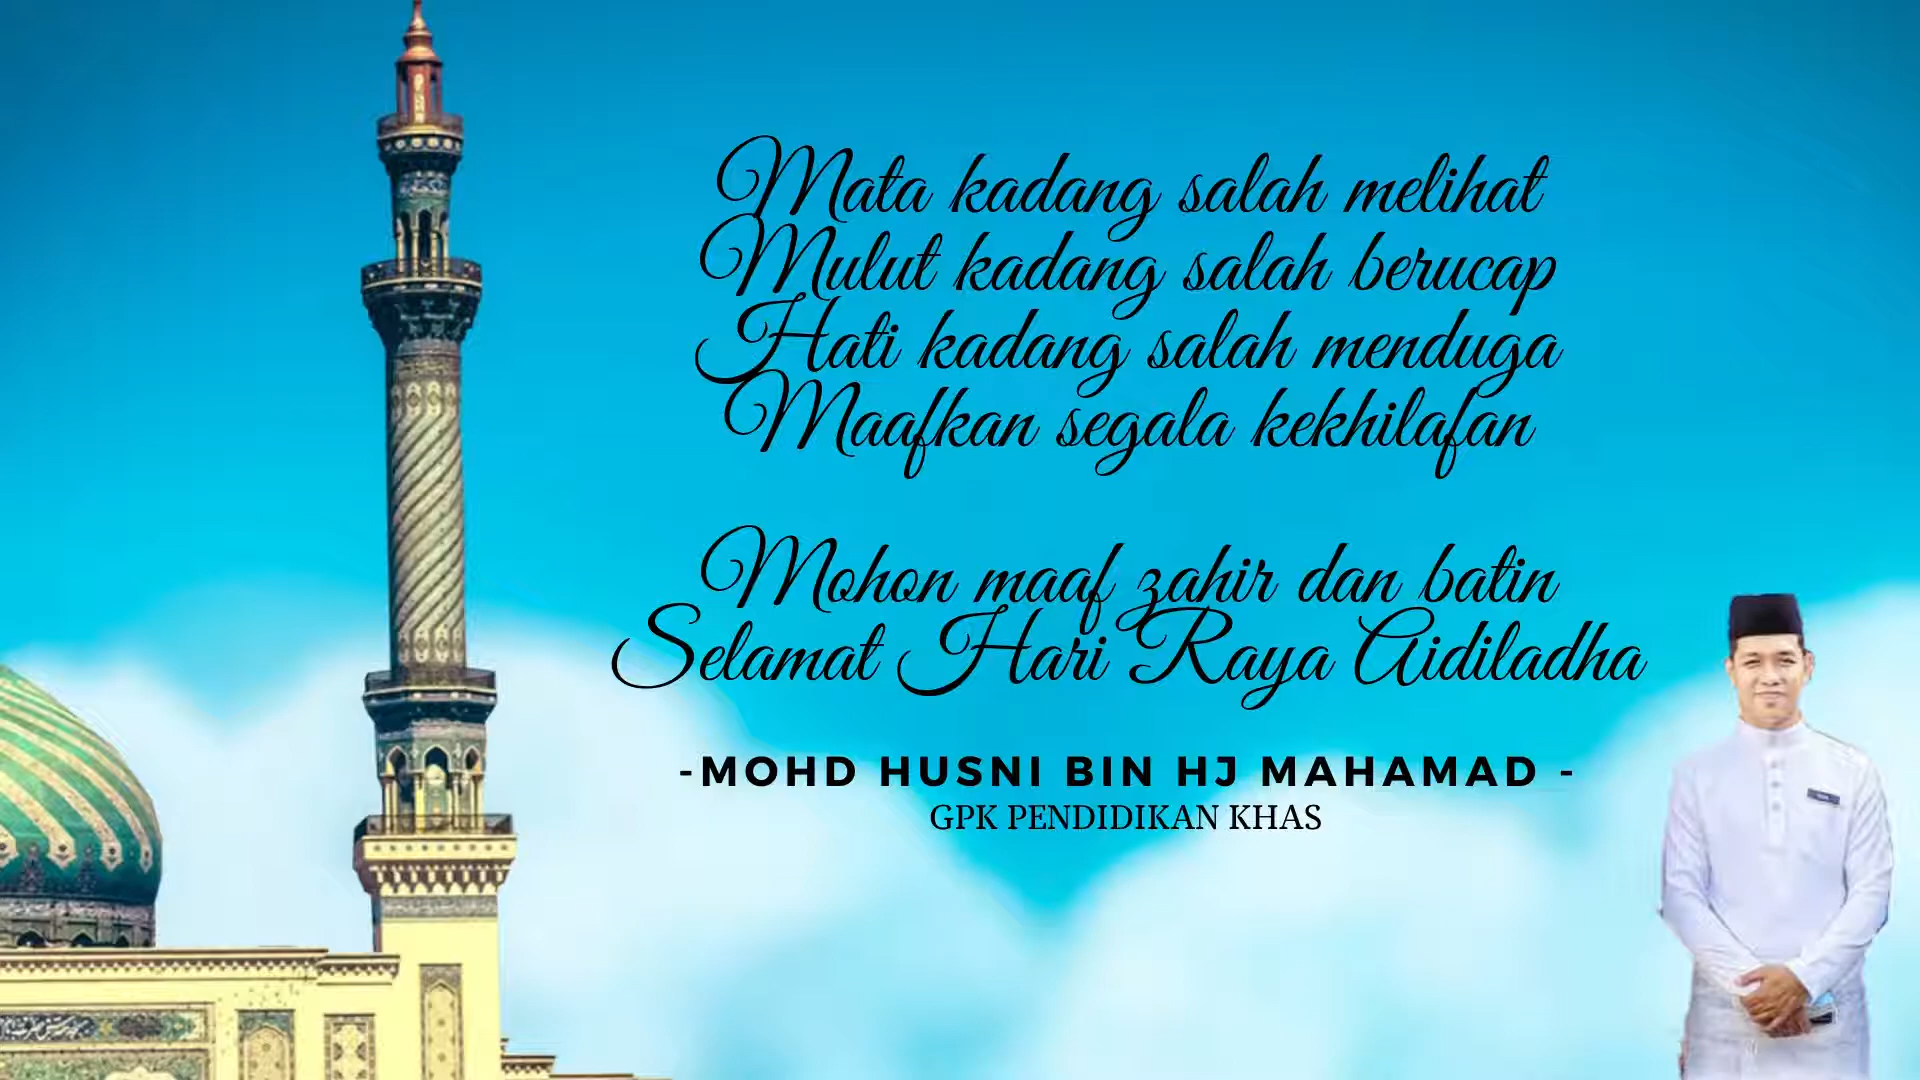 Mata kadang salah melihat
Mulut kadang salah berucap
Hati kadang salah menduga
Maafkan segala kekhilafan
Mohon maaf zahir dan batin
Selamat Hari Raya Aidiladha
-MOHD HUSNI BIN HJ MAHAMAD -
GPK PENDIDIKAN KHAS